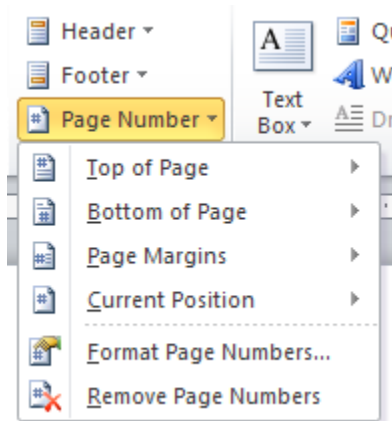 Header
Footer
Page Number
Text
Box
Top of Page
Bottom of Page
Page Margins
Current Position
Format Page Numbers...
Remove Page Numbers